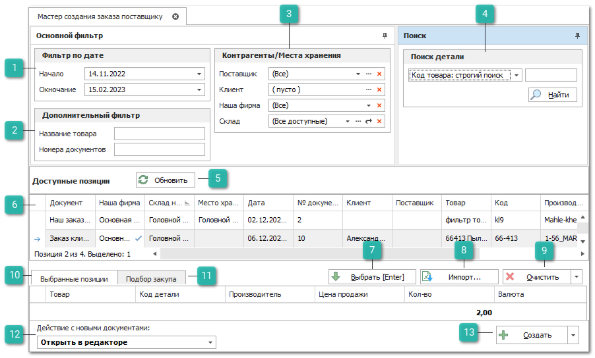 Мастер создания заказа поставщику
3
4
Основной фильтр
Поиск
Фильтр по дате
Контрагенты/Места хранения
Поиск детали
1
Начало 14.11.2022
Поставщик (Все)
Код товара: строгий поиск
Окночание 15.02.2023
Клиент ( пусто )
Найти
Наша фирма (Все)
Дополнительный фильтр
Склад (Все доступные)
2
Название товара
Номера документов
Доступные позиции
Обновить
5
6
Документ Наша фирма Склад н... Место хра... Дата № докуме... Клиент Поставщик Товар Код Производ...
Наш заказ... Основная ... Головной ... Головной ... 02.12.202... 2 фильтр то... kl9 Mahle-khe
Заказ кли... Основн... Головной ... 06.12.202... 10 Александ... 66413 Пыл... 66-413 1-56_MAR
Позиция 2 из 4. Выделено: 1
7
8
9
10
Выбранные позиции
Подбор закупа
11
Выбрать [Enter]
Импорт...
Очистить
Товар Код детали Производитель Цена продажи Кол-во Валюта
2,00
12
Действие с новыми документами:
Открыть в редакторе
13
Создать